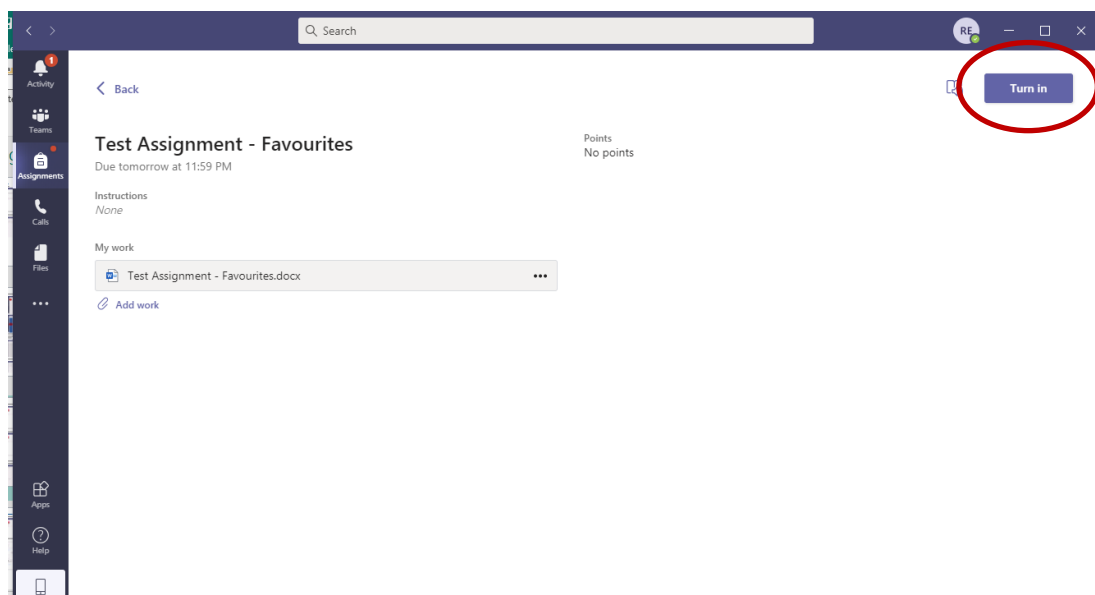 Search
RE
1
Activity
Teams
Assignments
Calls
Files
Apps
Help
Back
Turn in
Test Assignment - Favourites
Due tomorrow at 11:59 PM
Points
No points
Instructions
None
My work
Test Assignment - Favourites.docx
Add work